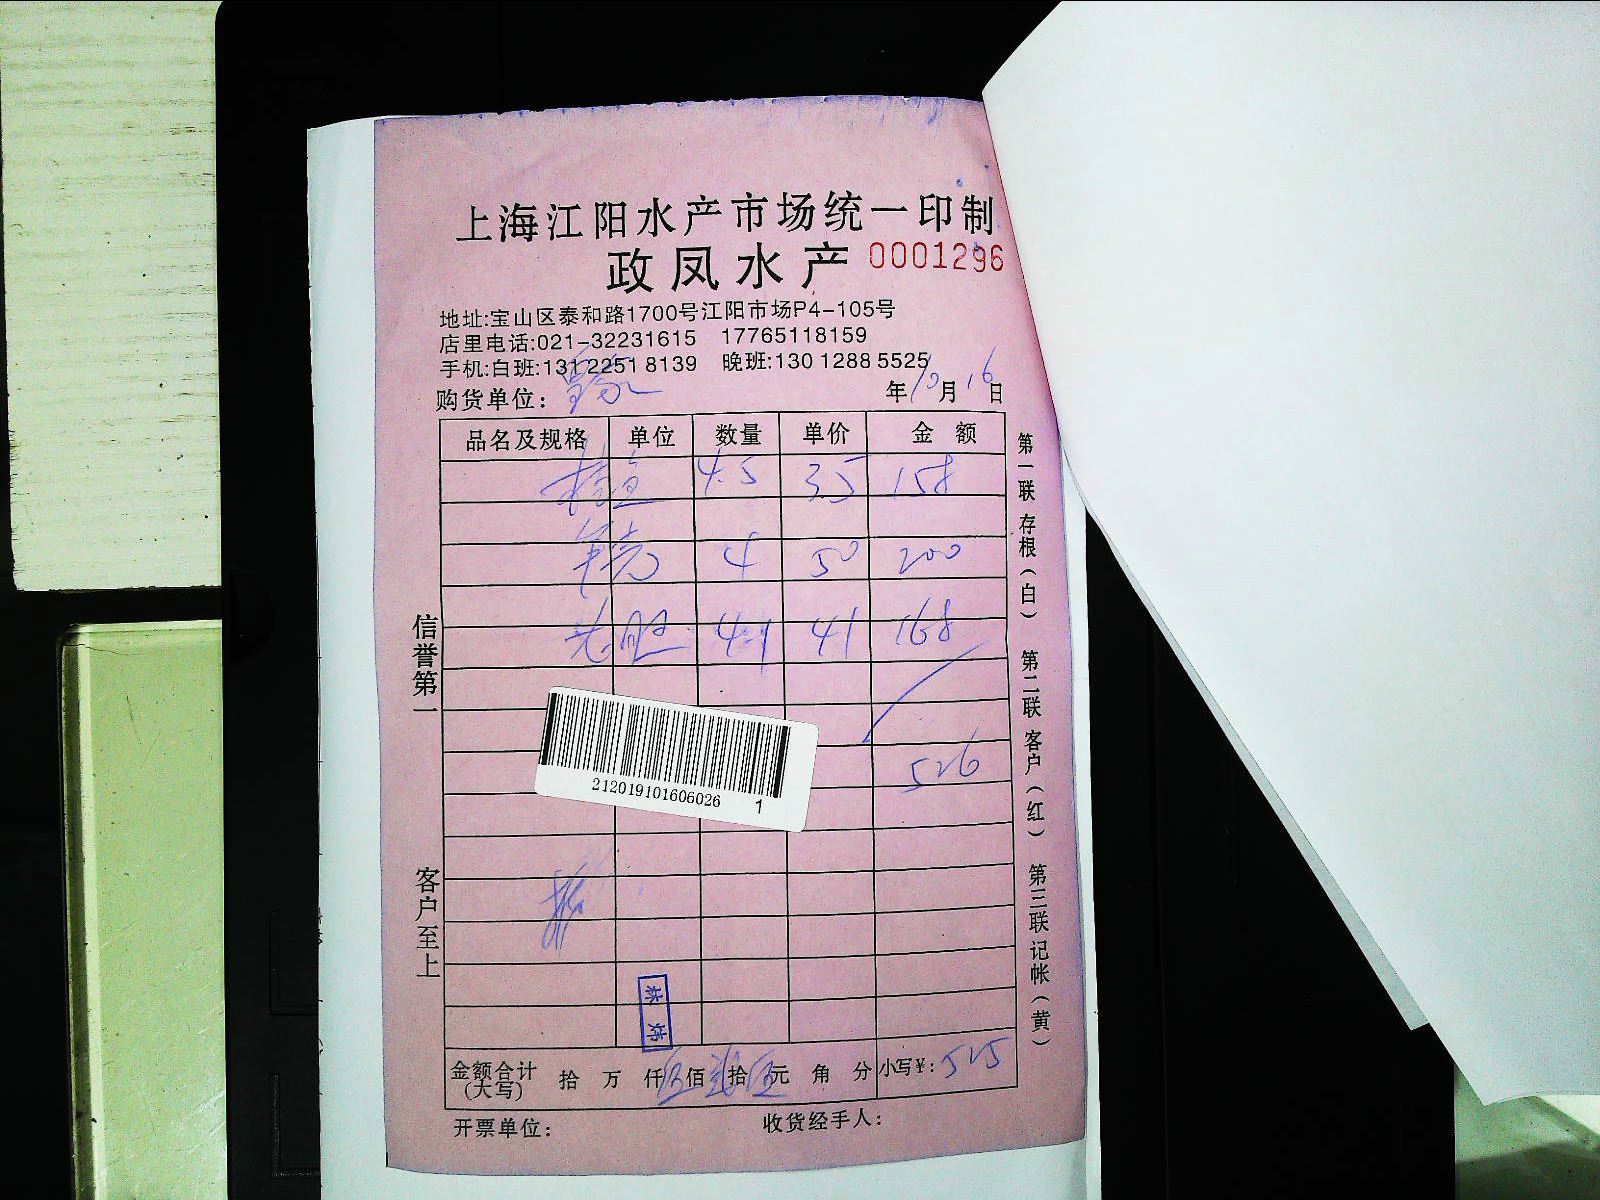 上海江阳水产市场统一印制
政凤水产 0001296
地址:宝山区泰和路1700号江阳市场P4-105号
店里电话:021-32231615 17765118159
手机:白班:13122518139 晚班:13012885525
购货单位: 年10月16日
品名及规格 单位 数量 单价 金额
4.5 35 158
4 50 200
4.1 41 168
526
212019101606026 1
金额合计(大写) 拾 万 仟伍佰贰拾伍元 角 分 小写¥:525
开票单位: 收货经手人:
信誉第一
客户至上
第一联 存根(白) 第二联 客户(红) 第三联 记帐(黄)